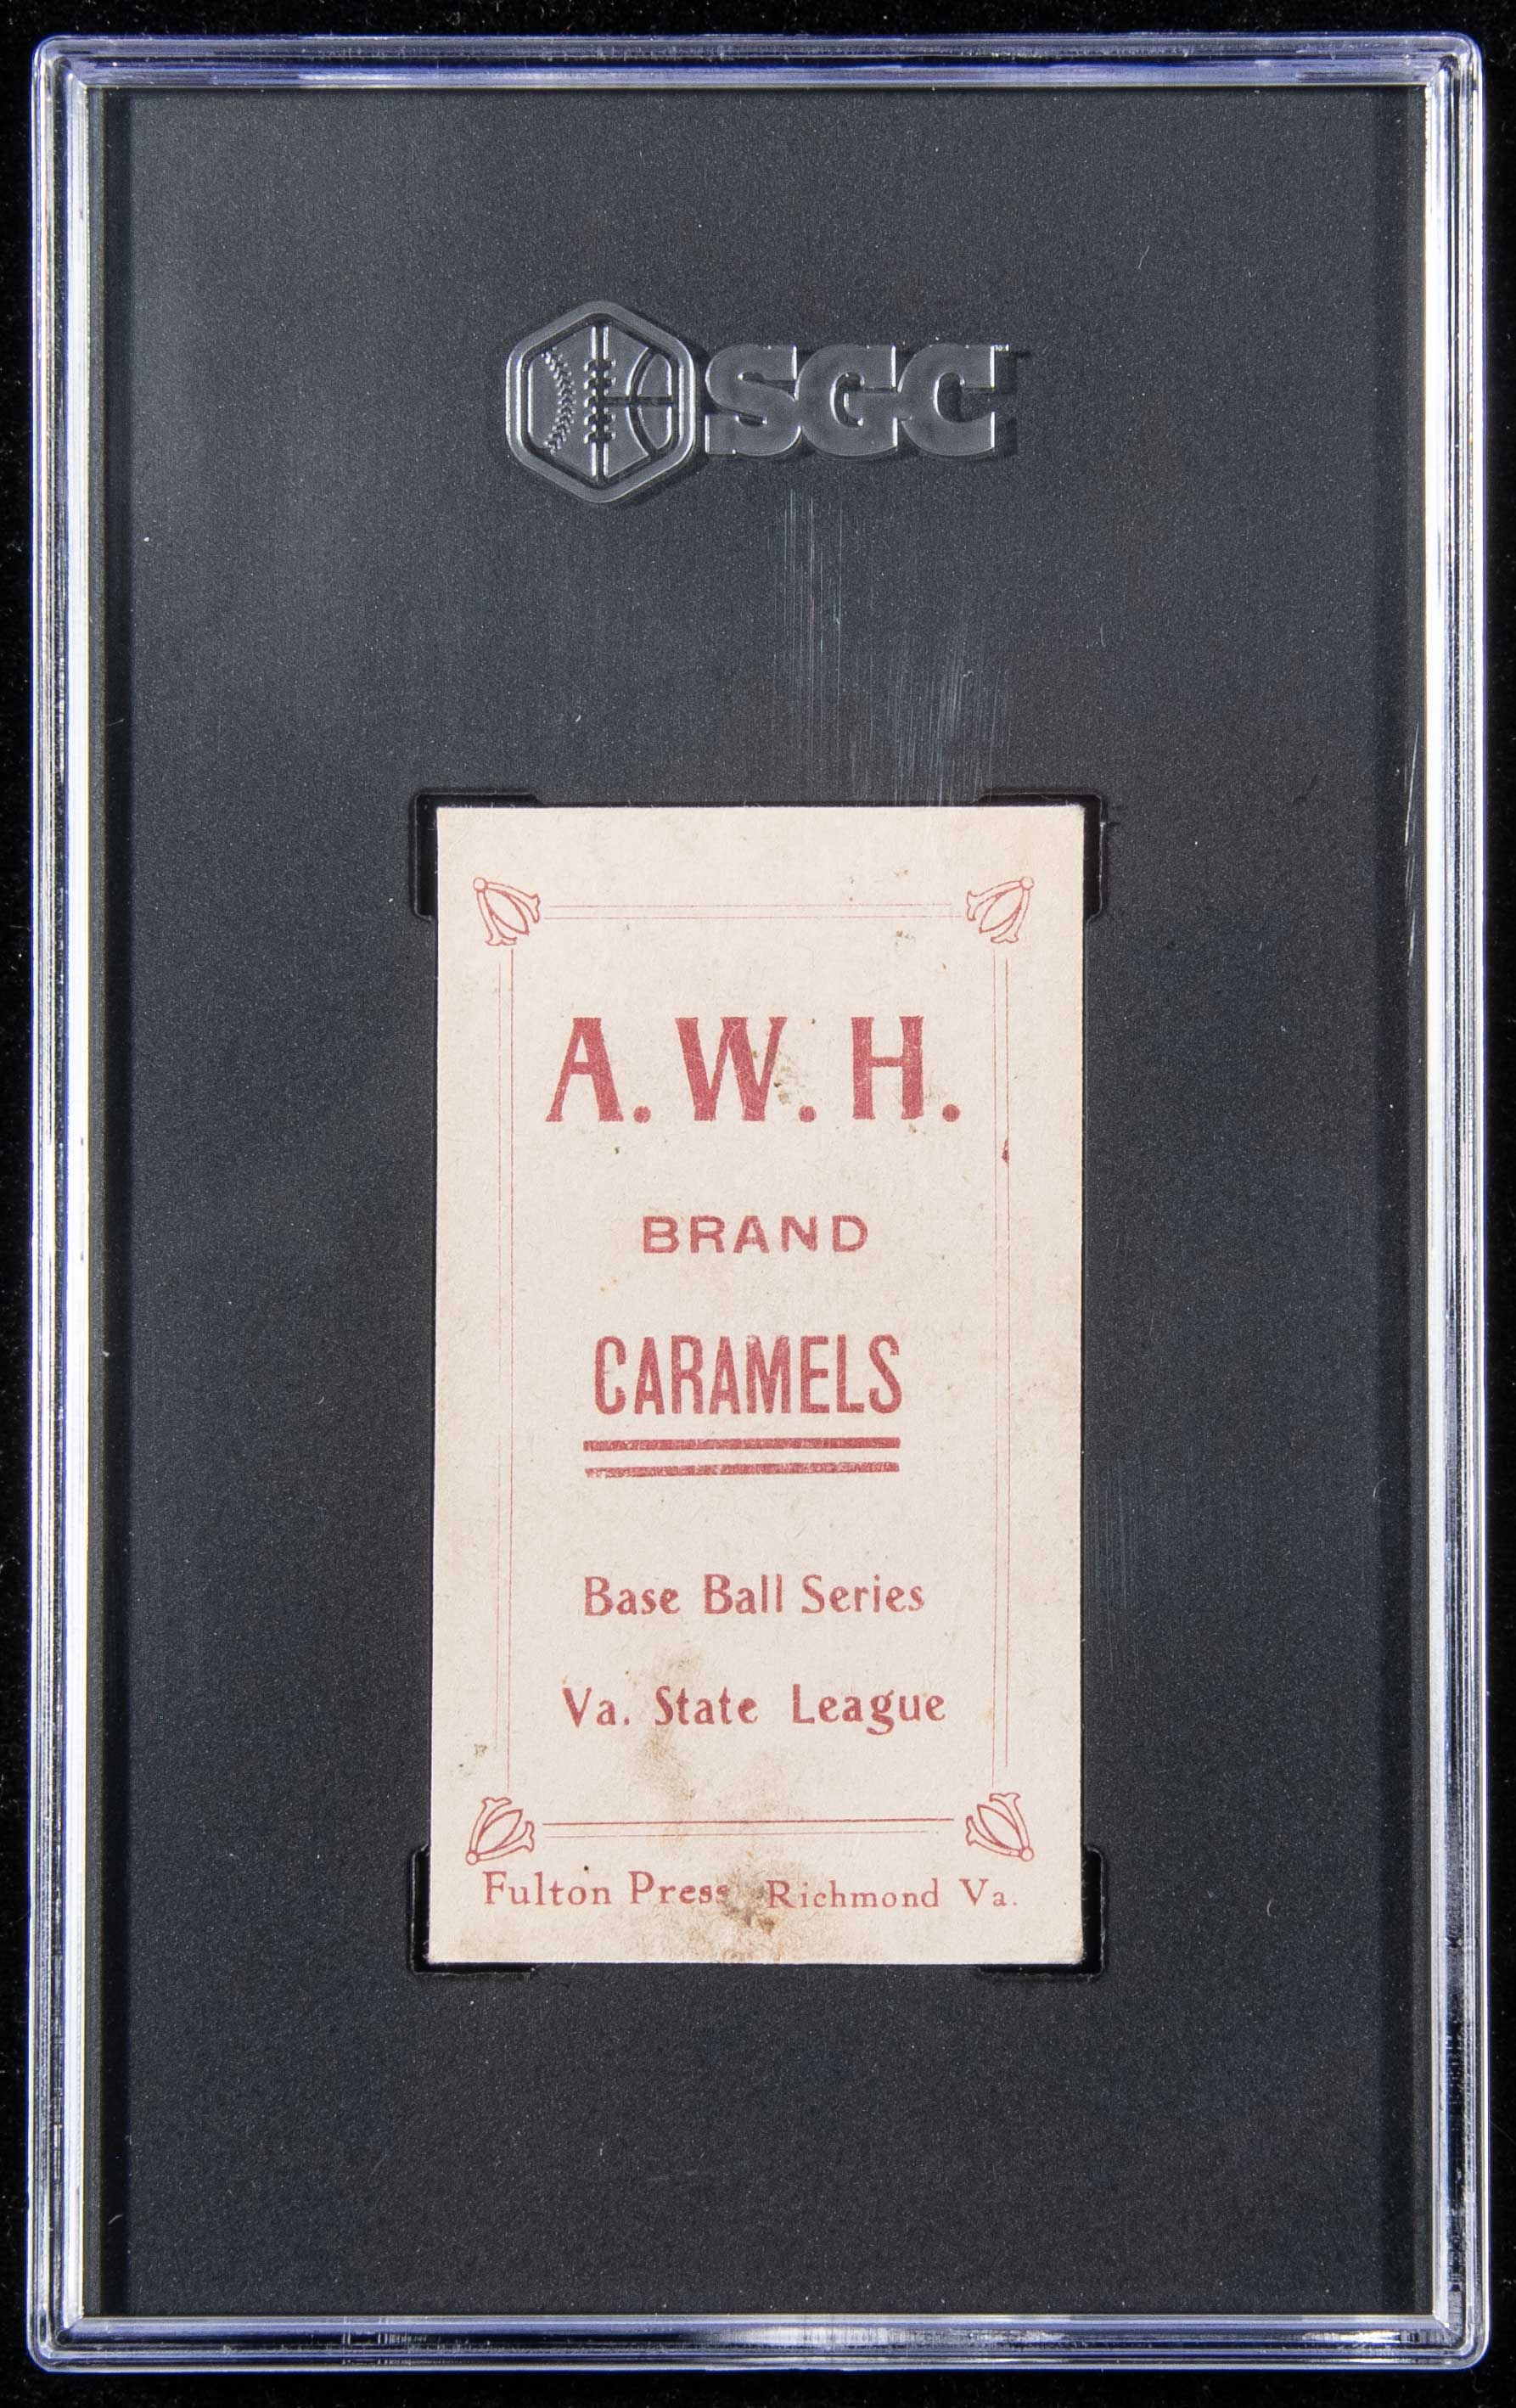 SGC
A. W. H.
BRAND
CARAMELS
Base Ball Series
Va. State League
Fulton Press Richmond Va.